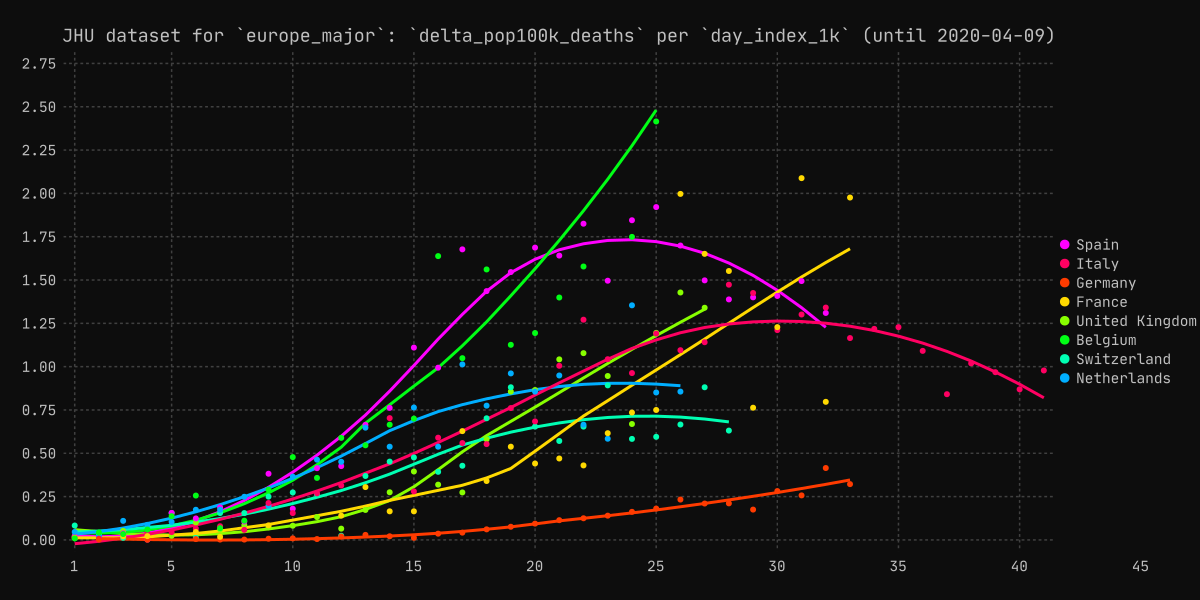 JHU dataset for `europe_major`: `delta_pop100k_deaths` per `day_index_1k` (until 2020-04-09)
2.75
2.50
2.25
2.00
1.75
1.50
1.25
1.00
0.75
0.50
0.25
0.00
1 5 10 15 20 25 30 35 40 45
Spain
Italy
Germany
France
United Kingdom
Belgium
Switzerland
Netherlands